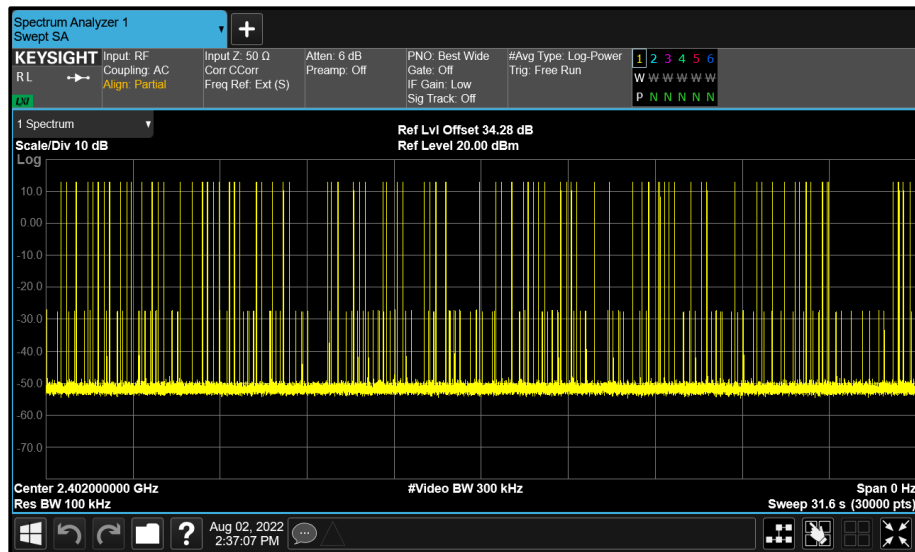 Spectrum Analyzer 1
Swept SA
KEYSIGHT Input: RF Input Z: 50 Ω Atten: 6 dB PNO: Best Wide #Avg Type: Log-Power 1 2 3 4 5 6
R L Coupling: AC Corr CCorr Preamp: Off Gate: Off Trig: Free Run W W W W W W
Align: Partial Freq Ref: Ext (S) IF Gain: Low
LXI Sig Track: Off P N N N N N
1 Spectrum
Ref Lvl Offset 34.28 dB
Scale/Div 10 dB Ref Level 20.00 dBm
Log
10.0
0.00
-10.0
-20.0
-30.0
-40.0
-50.0
-60.0
-70.0
Center 2.402000000 GHz #Video BW 300 kHz Span 0 Hz
Res BW 100 kHz Sweep 31.6 s (30000 pts)
Aug 02, 2022
2:37:07 PM